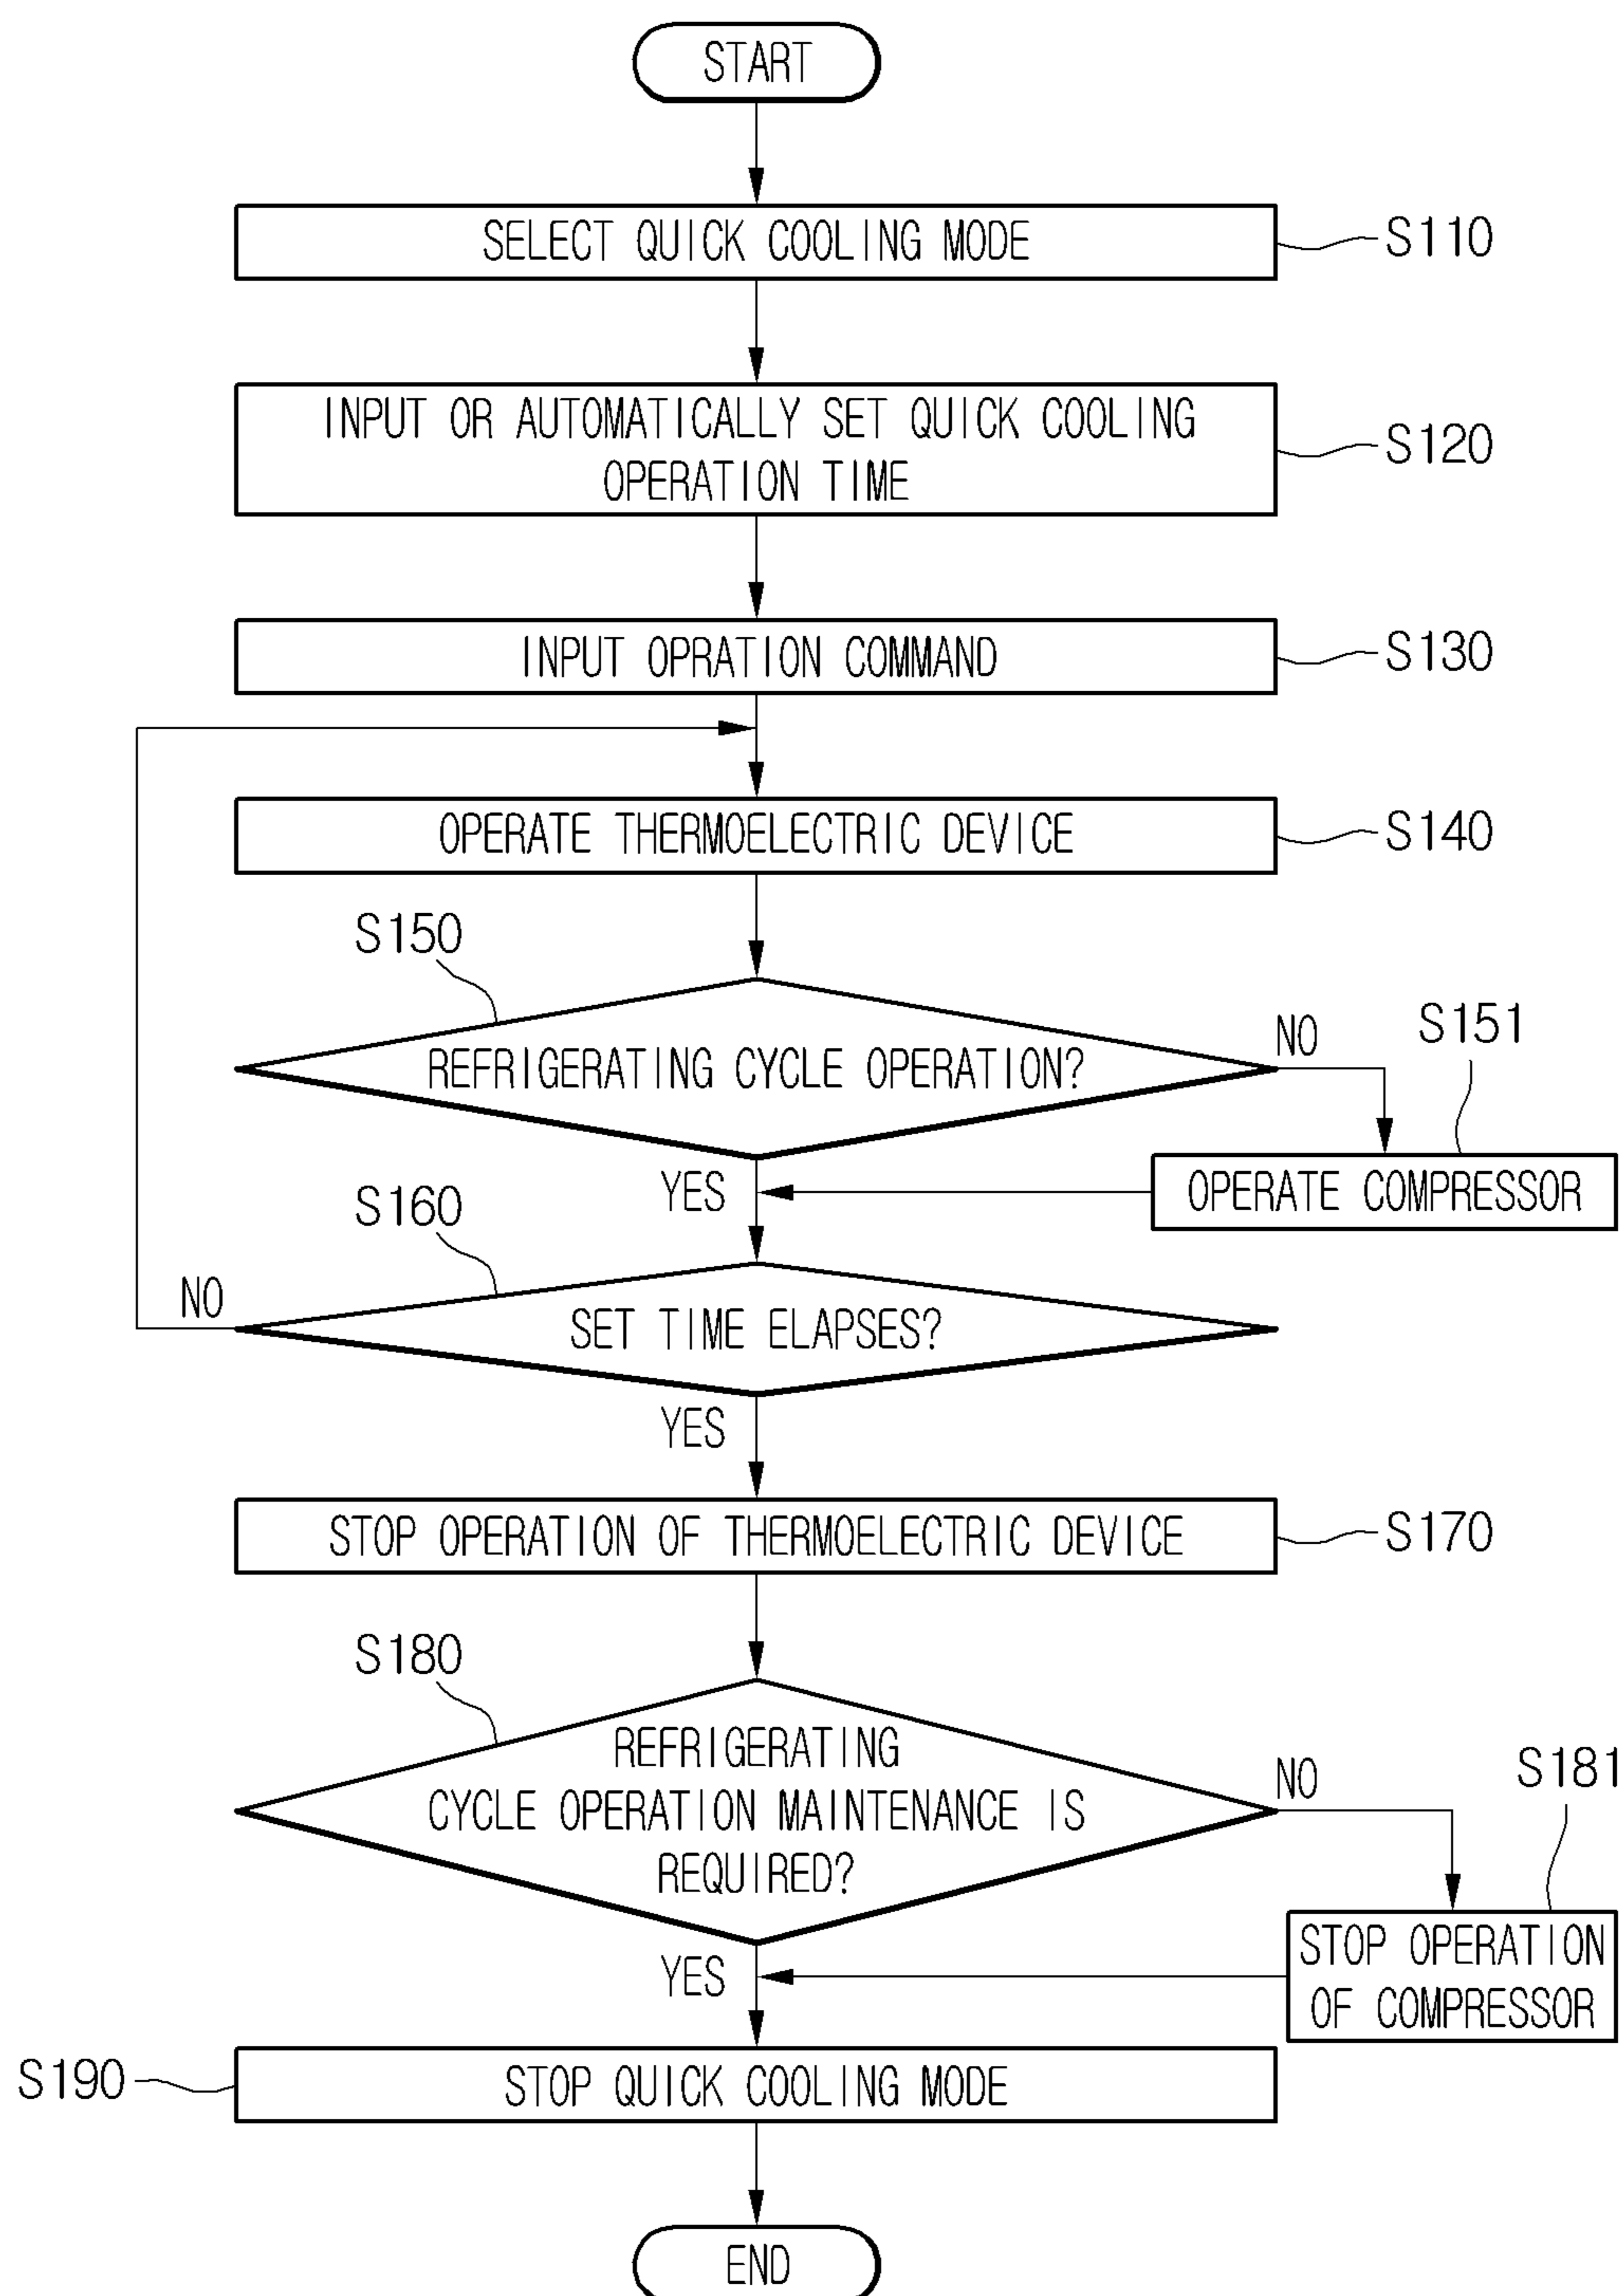 START
SELECT QUICK COOLING MODE
S110
INPUT OR AUTOMATICALLY SET QUICK COOLING
OPERATION TIME
S120
INPUT OPRATION COMMAND
S130
OPERATE THERMOELECTRIC DEVICE
S140
S150
REFRIGERATING CYCLE OPERATION?
NO
S151
YES
OPERATE COMPRESSOR
S160
NO
SET TIME ELAPSES?
YES
STOP OPERATION OF THERMOELECTRIC DEVICE
S170
S180
REFRIGERATING
CYCLE OPERATION MAINTENANCE IS
REQUIRED?
NO
S181
YES
STOP OPERATION
OF COMPRESSOR
S190
STOP QUICK COOLING MODE
END